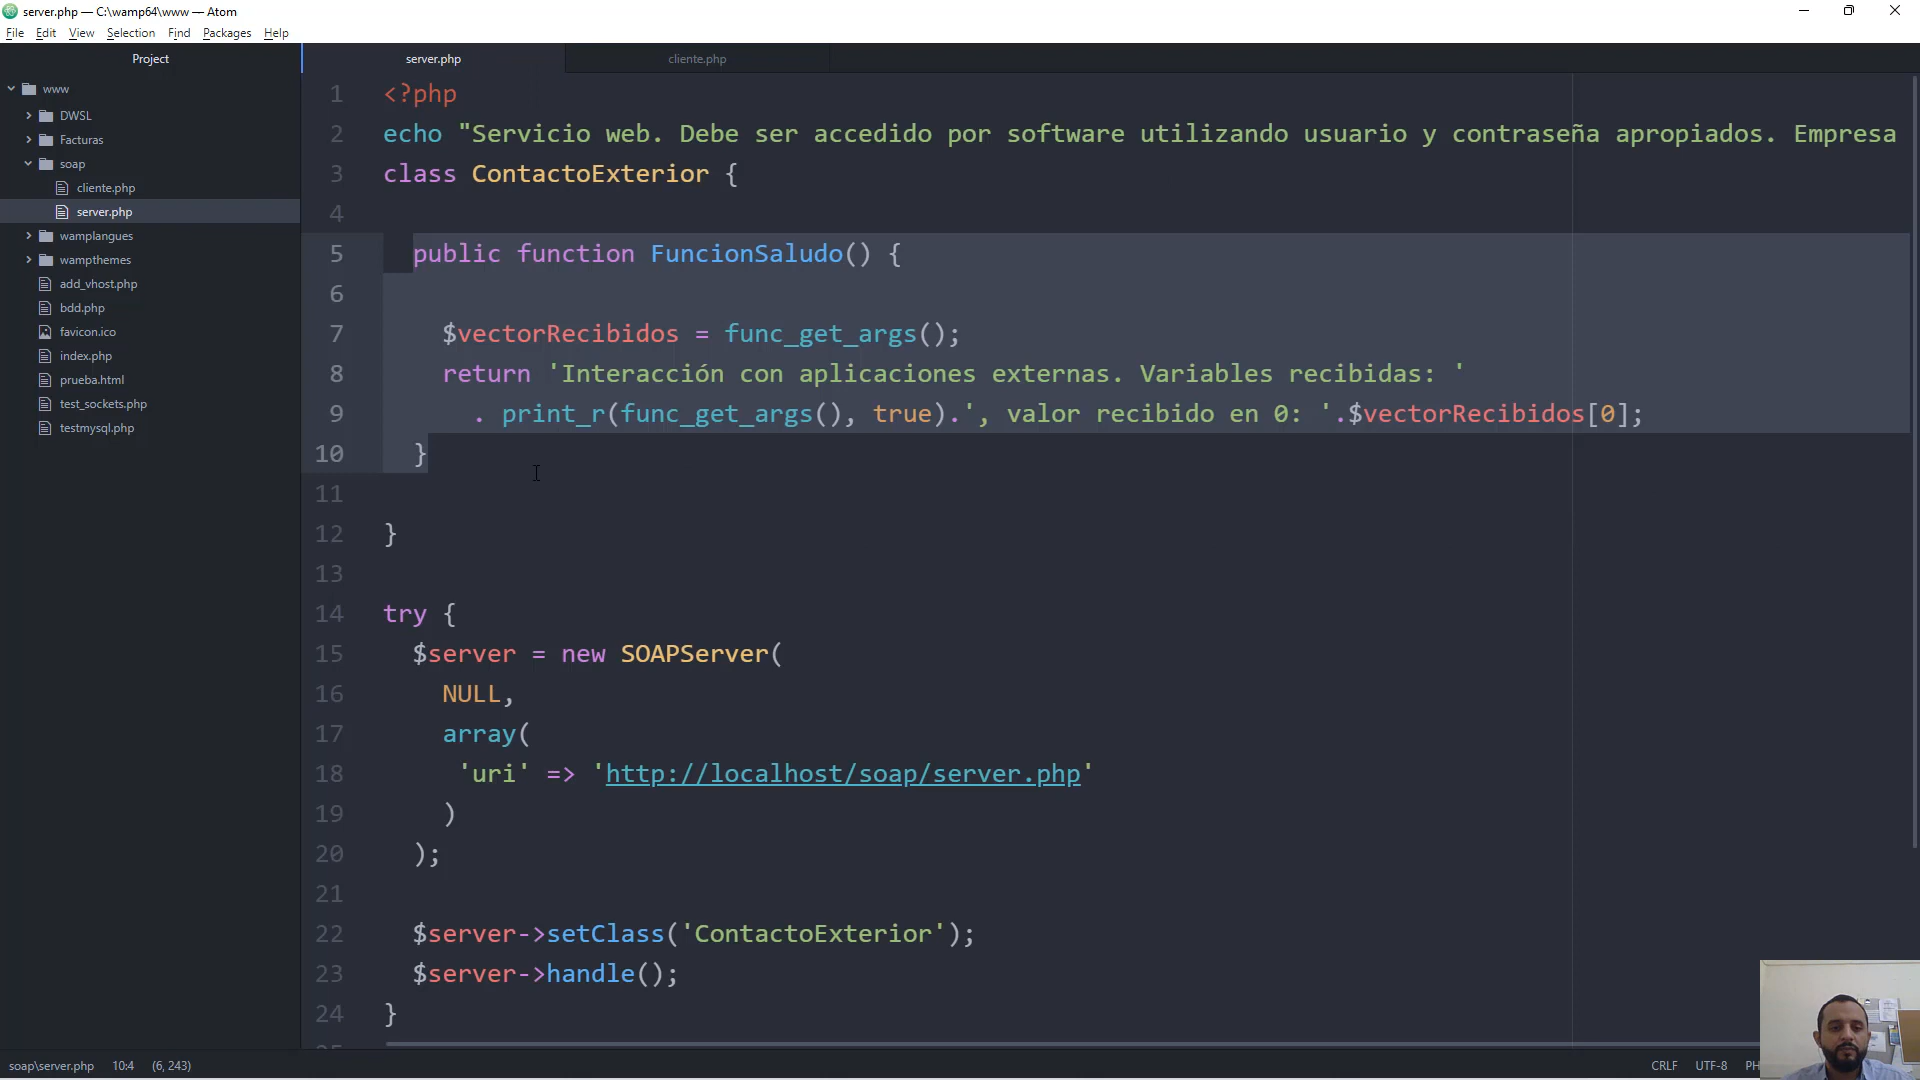 server.php — C:\wamp64\www — Atom
File Edit View Selection Find Packages Help
Project
server.php
cliente.php
www
DWSL
Facturas
soap
cliente.php
server.php
wamplangues
wampthemes
add_vhost.php
bdd.php
favicon.ico
index.php
prueba.html
test_sockets.php
testmysql.php
1 <?php
2 echo "Servicio web. Debe ser accedido por software utilizando usuario y contraseña apropiados. Empresa
3 class ContactoExterior {
4
5 public function FuncionSaludo() {
6
7 $vectorRecibidos = func_get_args();
8 return 'Interacción con aplicaciones externas. Variables recibidas: '
9 . print_r(func_get_args(), true).', valor recibido en 0: '.$vectorRecibidos[0];
10 }
11
12 }
13
14 try {
15 $server = new SOAPServer(
16 NULL,
17 array(
18 'uri' => 'http://localhost/soap/server.php'
19 )
20 );
21
22 $server->setClass('ContactoExterior');
23 $server->handle();
24 }
soap\server.php 10:4 (6, 243)
CRLF UTF-8